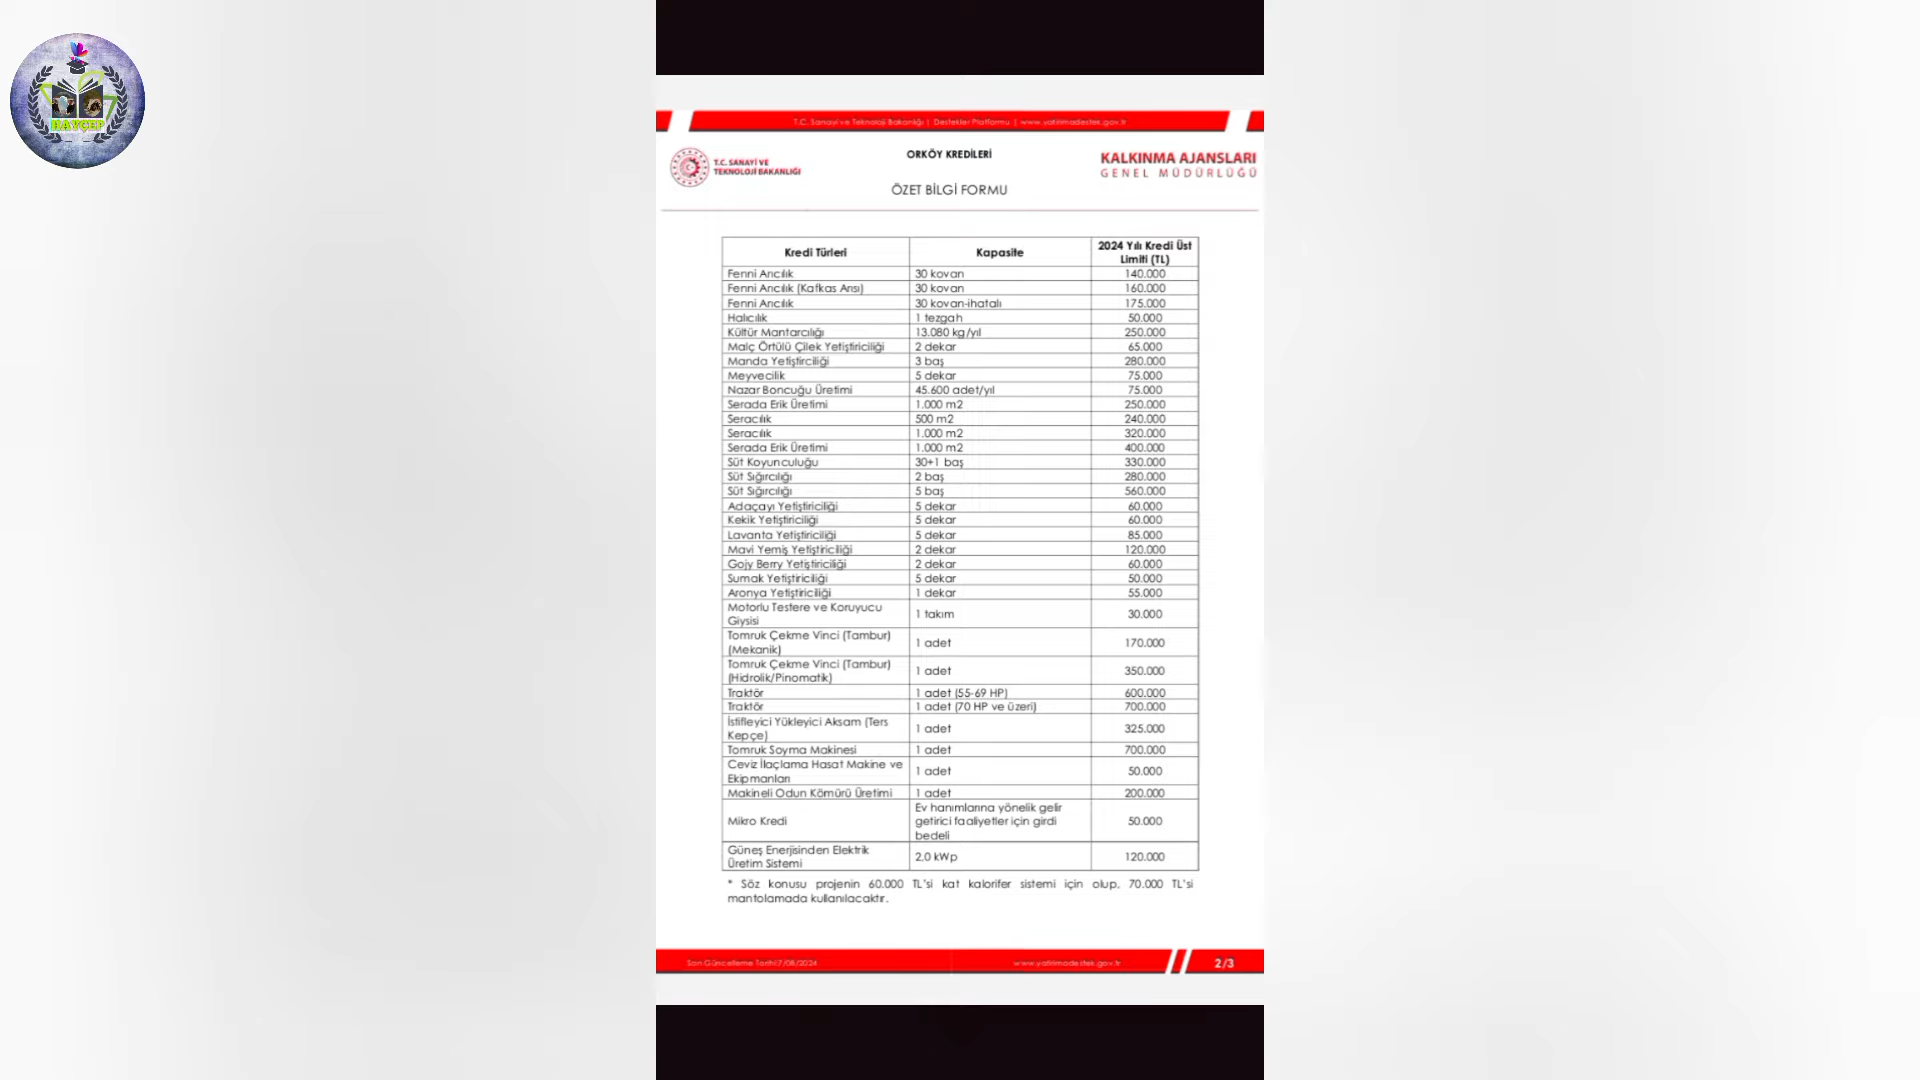 HAYÇEP
T.C. Sanayi ve Teknoloji Bakanlığı | Destekler Platformu | www.yatirimadestek.gov.tr
T.C. SANAYİ VE
TEKNOLOJİ BAKANLIĞI
ORKÖY KREDİLERİ
ÖZET BİLGİ FORMU
KALKINMA AJANSLARI
GENEL MÜDÜRLÜĞÜ
Kredi Türleri Kapasite 2024 Yılı Kredi Üst
Limiti (TL)
Fenni Arıcılık 30 kovan 140.000
Fenni Arıcılık (Kafkas Arısı) 30 kovan 160.000
Fenni Arıcılık 30 kovan-ihatalı 175.000
Halıcılık 1 tezgah 50.000
Kültür Mantarcılığı 13.080 kg/yıl 250.000
Malç Örtülü Çilek Yetiştiriciliği 2 dekar 65.000
Manda Yetiştirciliği 3 baş 280.000
Meyvecilik 5 dekar 75.000
Nazar Boncuğu Üretimi 45.600 adet/yıl 75.000
Serada Erik Üretimi 1.000 m2 250.000
Seracılık 500 m2 240.000
Seracılık 1.000 m2 320.000
Serada Erik Üretimi 1.000 m2 400.000
Süt Koyunculuğu 30+1 baş 330.000
Süt Sığırcılığı 2 baş 280.000
Süt Sığırcılığı 5 baş 560.000
Adaçayı Yetiştiriciliği 5 dekar 60.000
Kekik Yetiştiriciliği 5 dekar 60.000
Lavanta Yetiştiriciliği 5 dekar 85.000
Mavi Yemiş Yetiştiriciliği 2 dekar 120.000
Gojy Berry Yetiştiriciliği 2 dekar 60.000
Sumak Yetiştiriciliği 5 dekar 50.000
Aronya Yetiştiriciliği 1 dekar 55.000
Motorlu Testere ve Koruyucu
Giysisi 1 takım 30.000
Tomruk Çekme Vinci (Tambur)
(Mekanik) 1 adet 170.000
Tomruk Çekme Vinci (Tambur)
(Hidrolik/Pinomatik) 1 adet 350.000
Traktör 1 adet (55-69 HP) 600.000
Traktör 1 adet (70 HP ve üzeri) 700.000
İstifleyici Yükleyici Aksam (Ters
Kepçe) 1 adet 325.000
Tomruk Soyma Makinesi 1 adet 700.000
Ceviz İlaçlama Hasat Makine ve
Ekipmanları 1 adet 50.000
Makineli Odun Kömürü Üretimi 1 adet 200.000
Ev hanımlarına yönelik gelir
Mikro Kredi getirici faaliyetler için girdi 50.000
bedeli
Güneş Enerjisinden Elektrik
Üretim Sistemi 2.0 kWp 120.000
* Söz konusu projenin 60.000 TL'si kat kalorifer sistemi için olup, 70.000 TL'si
mantolamada kullanılacaktır.
Son Güncelleme Tarihi:7/08/2024 www.yatirimadestek.gov.tr 2/3